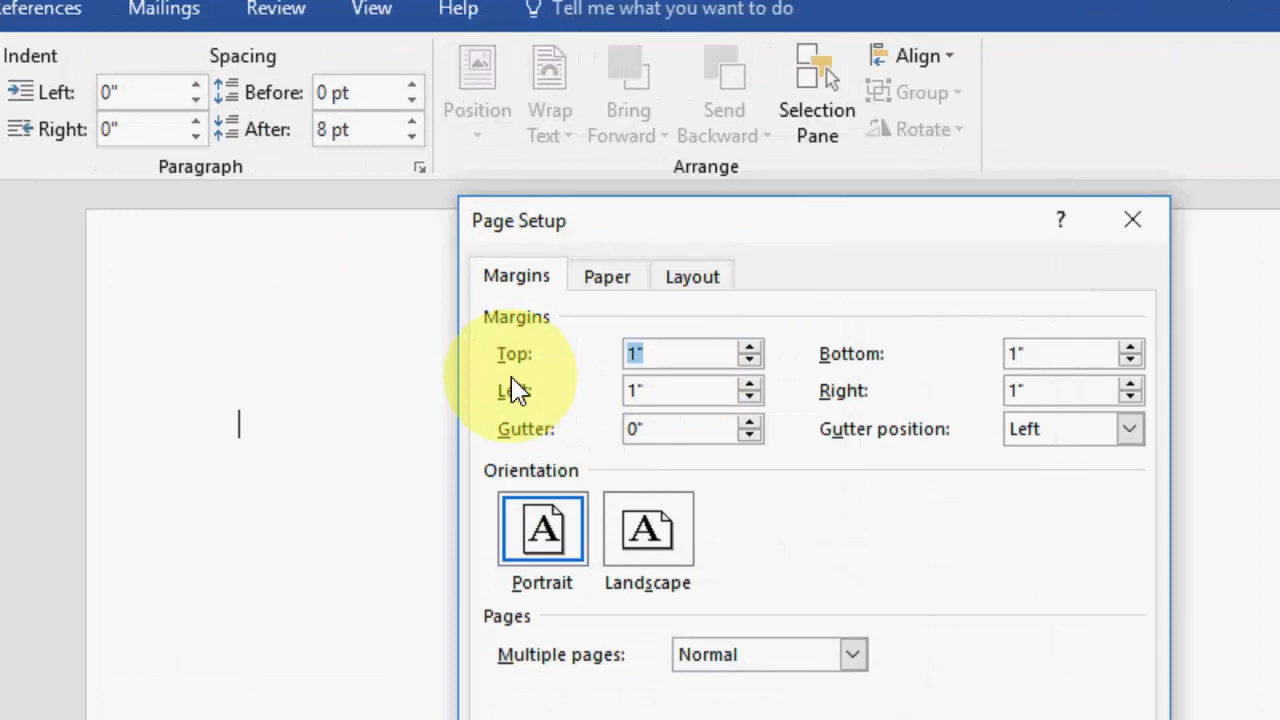 eferences Mailings Review View Help Tell me what you want to do
Indent Spacing
Left: 0" Before: 0 pt
Right: 0" After: 8 pt
Paragraph
Position
Wrap Text
Bring Forward
Send Backward
Selection Pane
Align
Group
Rotate
Arrange
Page Setup ?
Margins Paper Layout
Margins
Top: 1" Bottom: 1"
Left: 1" Right: 1"
Gutter: 0" Gutter position: Left
Orientation
A A
Portrait Landscape
Pages
Multiple pages: Normal